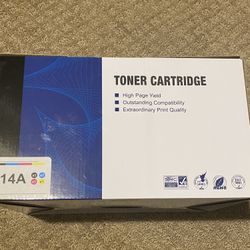 TONER CARTRIDGE
High Page Yield
Outstanding Compatibility
Extraordinary Print Quality
14A